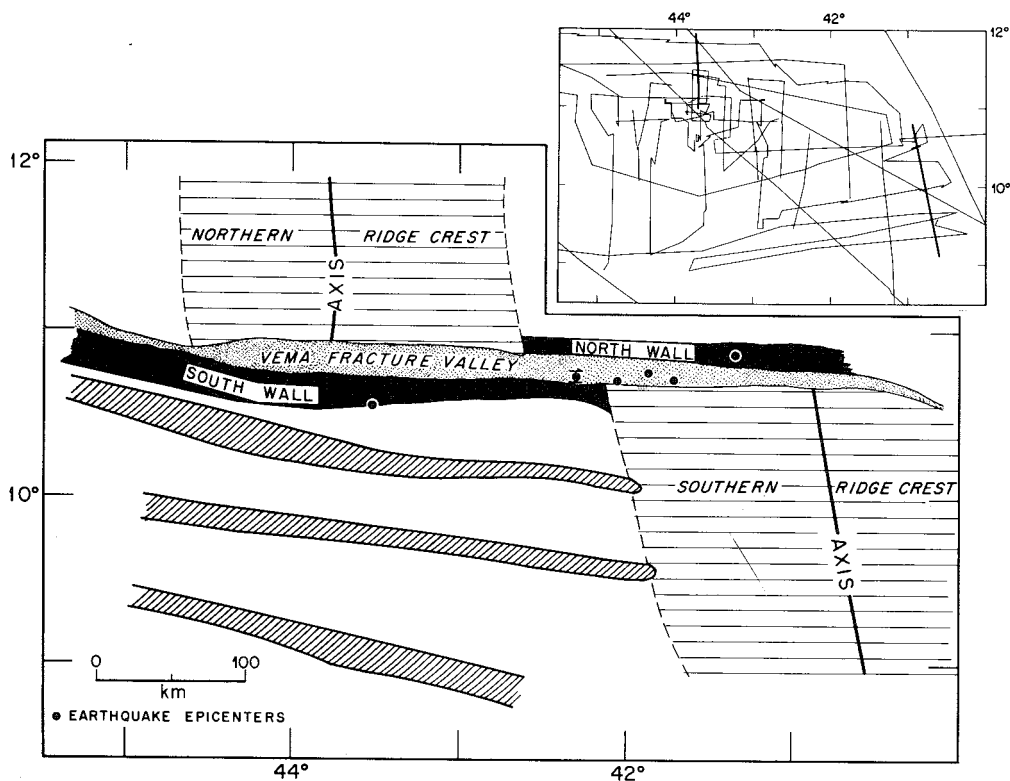 44° 42°
12°
10°
12°
NORTHERN RIDGE CREST
AXIS
VEMA FRACTURE VALLEY
NORTH WALL
SOUTH WALL
10°
SOUTHERN RIDGE CREST
AXIS
0 100
km
EARTHQUAKE EPICENTERS
44° 42°